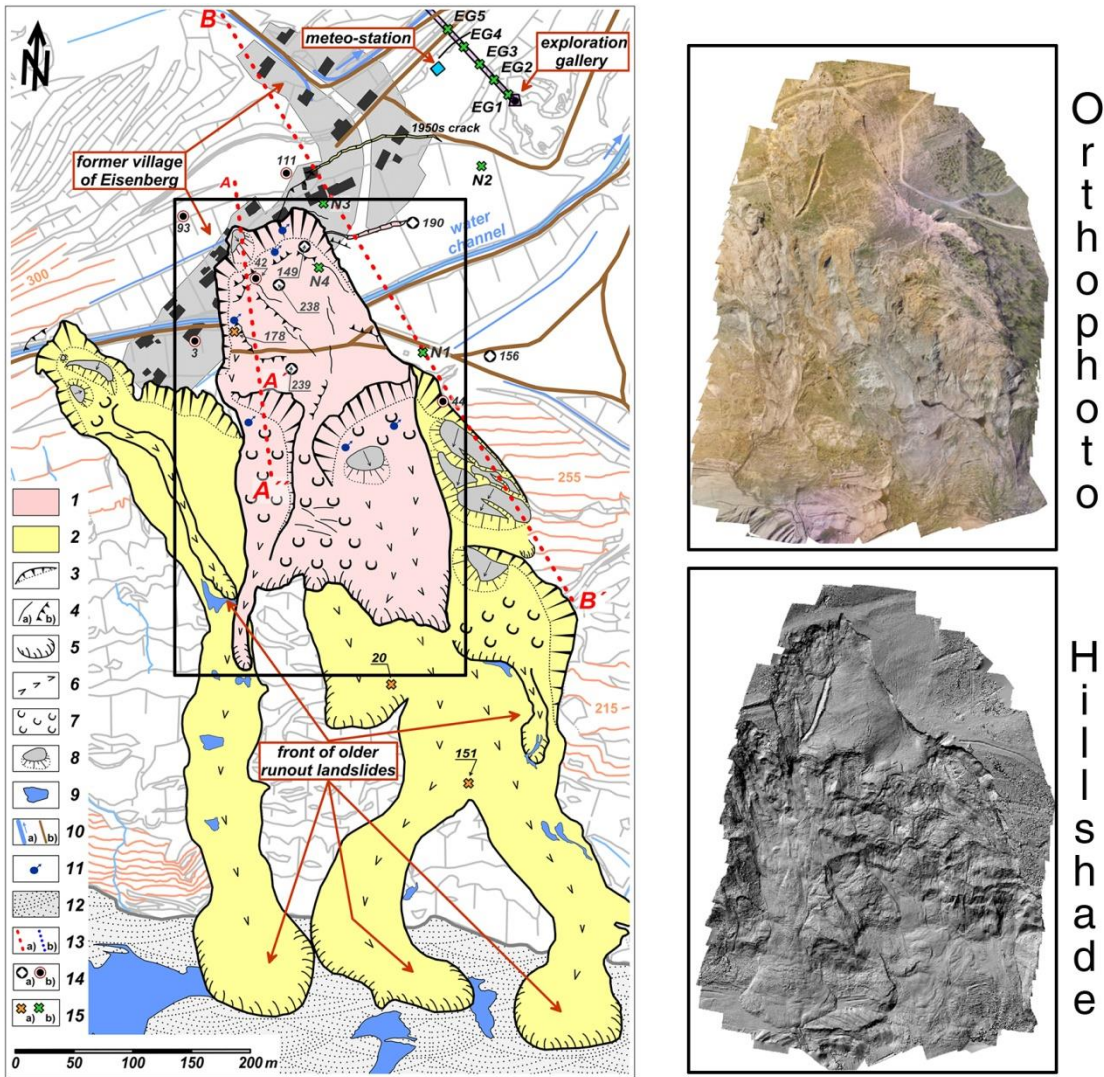 N
B
meteo-station
EG5
EG4
EG3
EG2
EG1
exploration
gallery
1950s crack
former village
of Eisenberg
111
A
N3
N2
93
190
water
channel
42
149
N4
238
300
178
3
N1
156
239
A´
44
255
A´´
B´
20
215
151
front of older
runout landslides
1
2
3
4 a) b)
5
6
7
8
9
10 a) b)
11
12
13 a) b)
14 a) b)
15 a) b)
0 50 100 150 200 m
Orthophoto
Hillshade